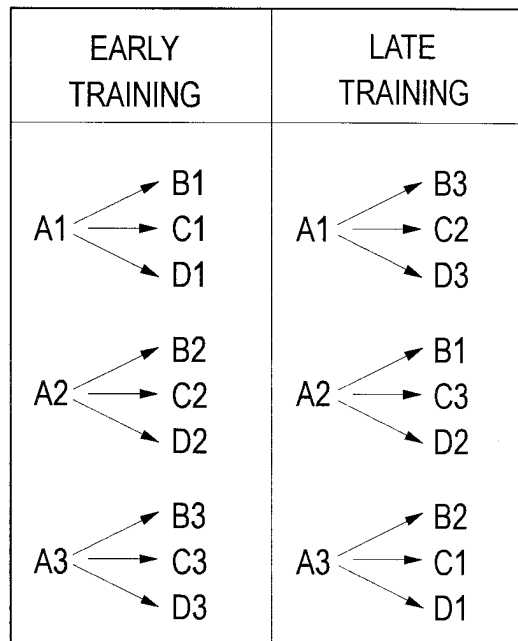 EARLY
TRAINING
LATE
TRAINING
B1
A1
C1
D1
B3
A1
C2
D3
B2
A2
C2
D2
B1
A2
C3
D2
B3
A3
C3
D3
B2
A3
C1
D1